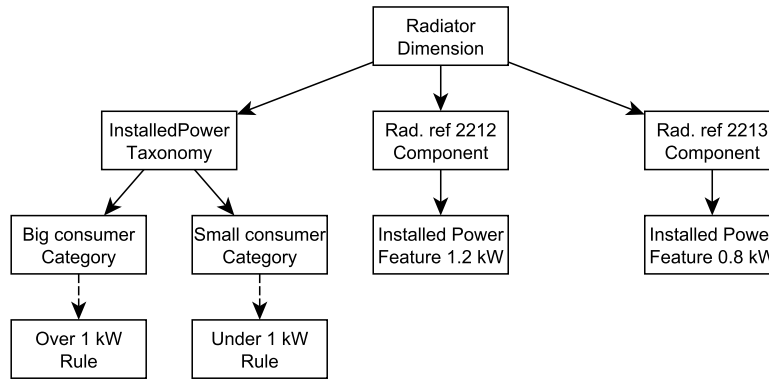 Radiator
Dimension
InstalledPower
Taxonomy
Rad. ref 2212
Component
Rad. ref 2213
Component
Big consumer
Category
Small consumer
Category
Installed Power
Feature 1.2 kW
Installed Power
Feature 0.8 kW
Over 1 kW
Rule
Under 1 kW
Rule